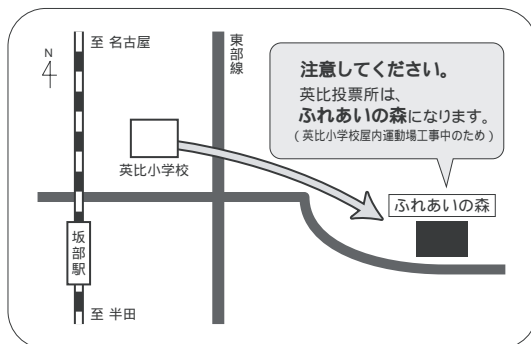 N
至 名古屋
東部線
注意してください。
英比投票所は、
ふれあいの森になります。
(英比小学校屋内運動場工事中のため)
英比小学校
ふれあいの森
坂部駅
至 半田